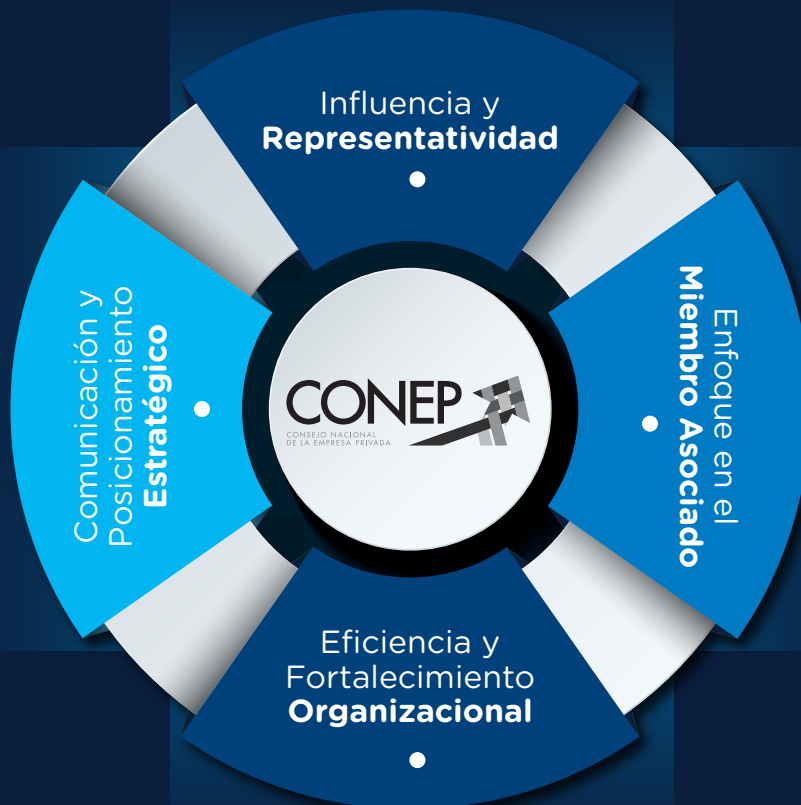 Influencia y
Representatividad
Enfoque en el
Miembro Asociado
Eficiencia y
Fortalecimiento
Organizacional
Comunicación y
Posicionamiento
Estratégico
CONEP
CONSEJO NACIONAL
DE LA EMPRESA PRIVADA